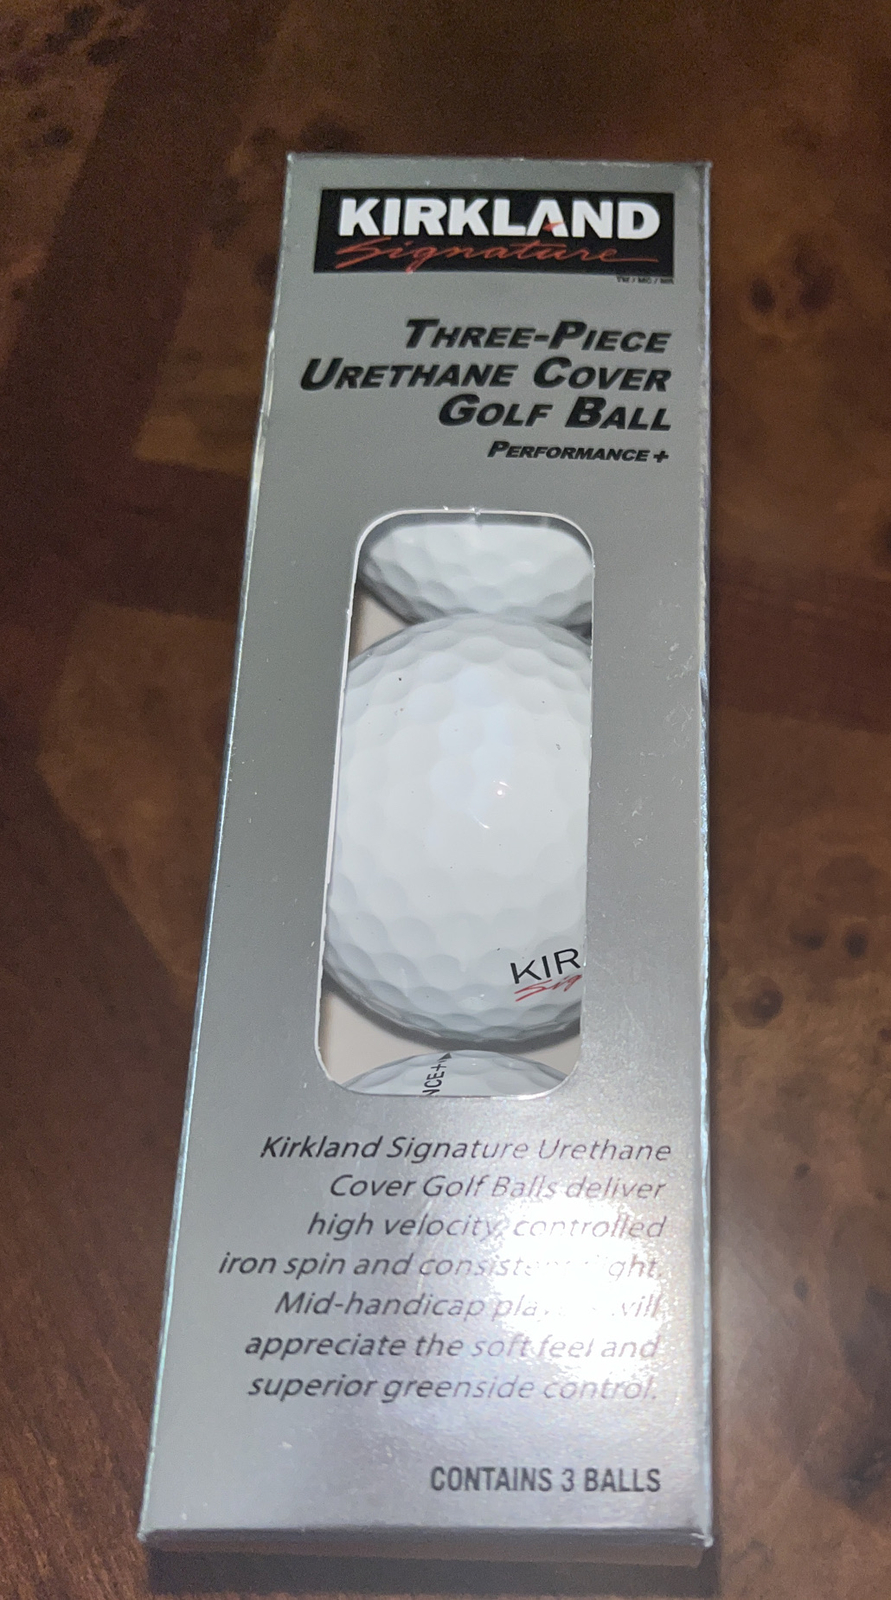 KIRKLAND
Signature
TM / MC / MR
THREE-PIECE
URETHANE COVER
GOLF BALL
PERFORMANCE +
KIR
Sig
NCE+
Kirkland Signature Urethane
Cover Golf Balls deliver
high velocity, controlled
iron spin and
Mid-handicap
appreciate the soft feel and
superior greenside control.
CONTAINS 3 BALLS